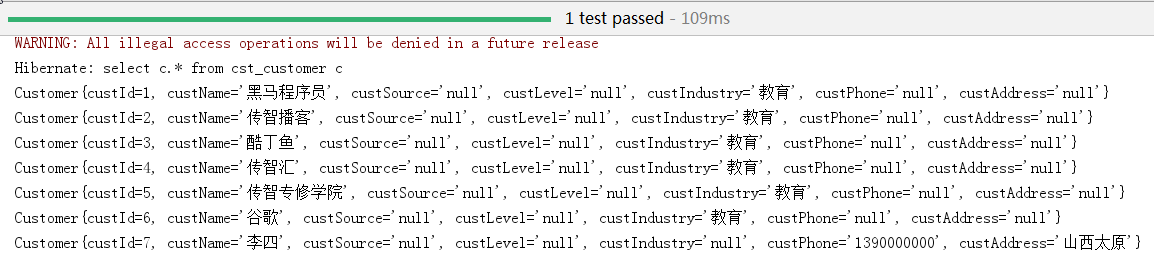 1 test passed - 109ms
WARNING: All illegal access operations will be denied in a future release
Hibernate: select c.* from cst_customer c
Customer{custId=1, custName='黑马程序员', custSource='null', custLevel='null', custIndustry='教育', custPhone='null', custAddress='null'}
Customer{custId=2, custName='传智播客', custSource='null', custLevel='null', custIndustry='教育', custPhone='null', custAddress='null'}
Customer{custId=3, custName='酷丁鱼', custSource='null', custLevel='null', custIndustry='教育', custPhone='null', custAddress='null'}
Customer{custId=4, custName='传智汇', custSource='null', custLevel='null', custIndustry='教育', custPhone='null', custAddress='null'}
Customer{custId=5, custName='传智专修学院', custSource='null', custLevel='null', custIndustry='教育', custPhone='null', custAddress='null'}
Customer{custId=6, custName='谷歌', custSource='null', custLevel='null', custIndustry='教育', custPhone='null', custAddress='null'}
Customer{custId=7, custName='李四', custSource='null', custLevel='null', custIndustry='null', custPhone='1390000000', custAddress='山西太原'}